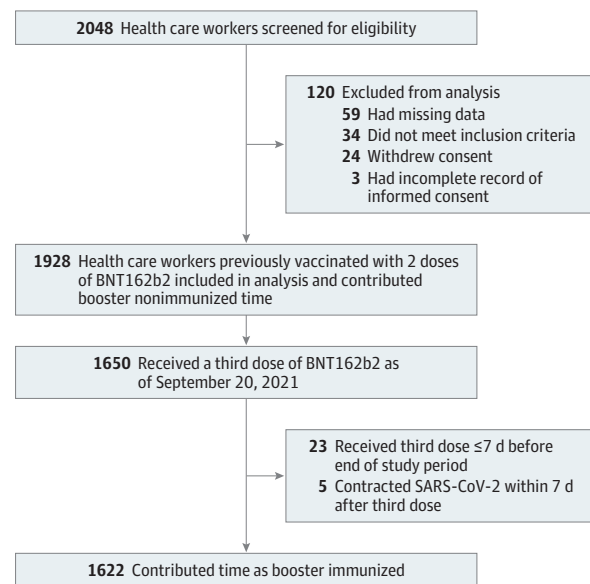 2048 Health care workers screened for eligibility
120 Excluded from analysis
59 Had missing data
34 Did not meet inclusion criteria
24 Withdrew consent
3 Had incomplete record of
informed consent
1928 Health care workers previously vaccinated with 2 doses
of BNT162b2 included in analysis and contributed
booster nonimmunized time
1650 Received a third dose of BNT162b2 as
of September 20, 2021
23 Received third dose ≤7 d before
end of study period
5 Contracted SARS-CoV-2 within 7 d
after third dose
1622 Contributed time as booster immunized